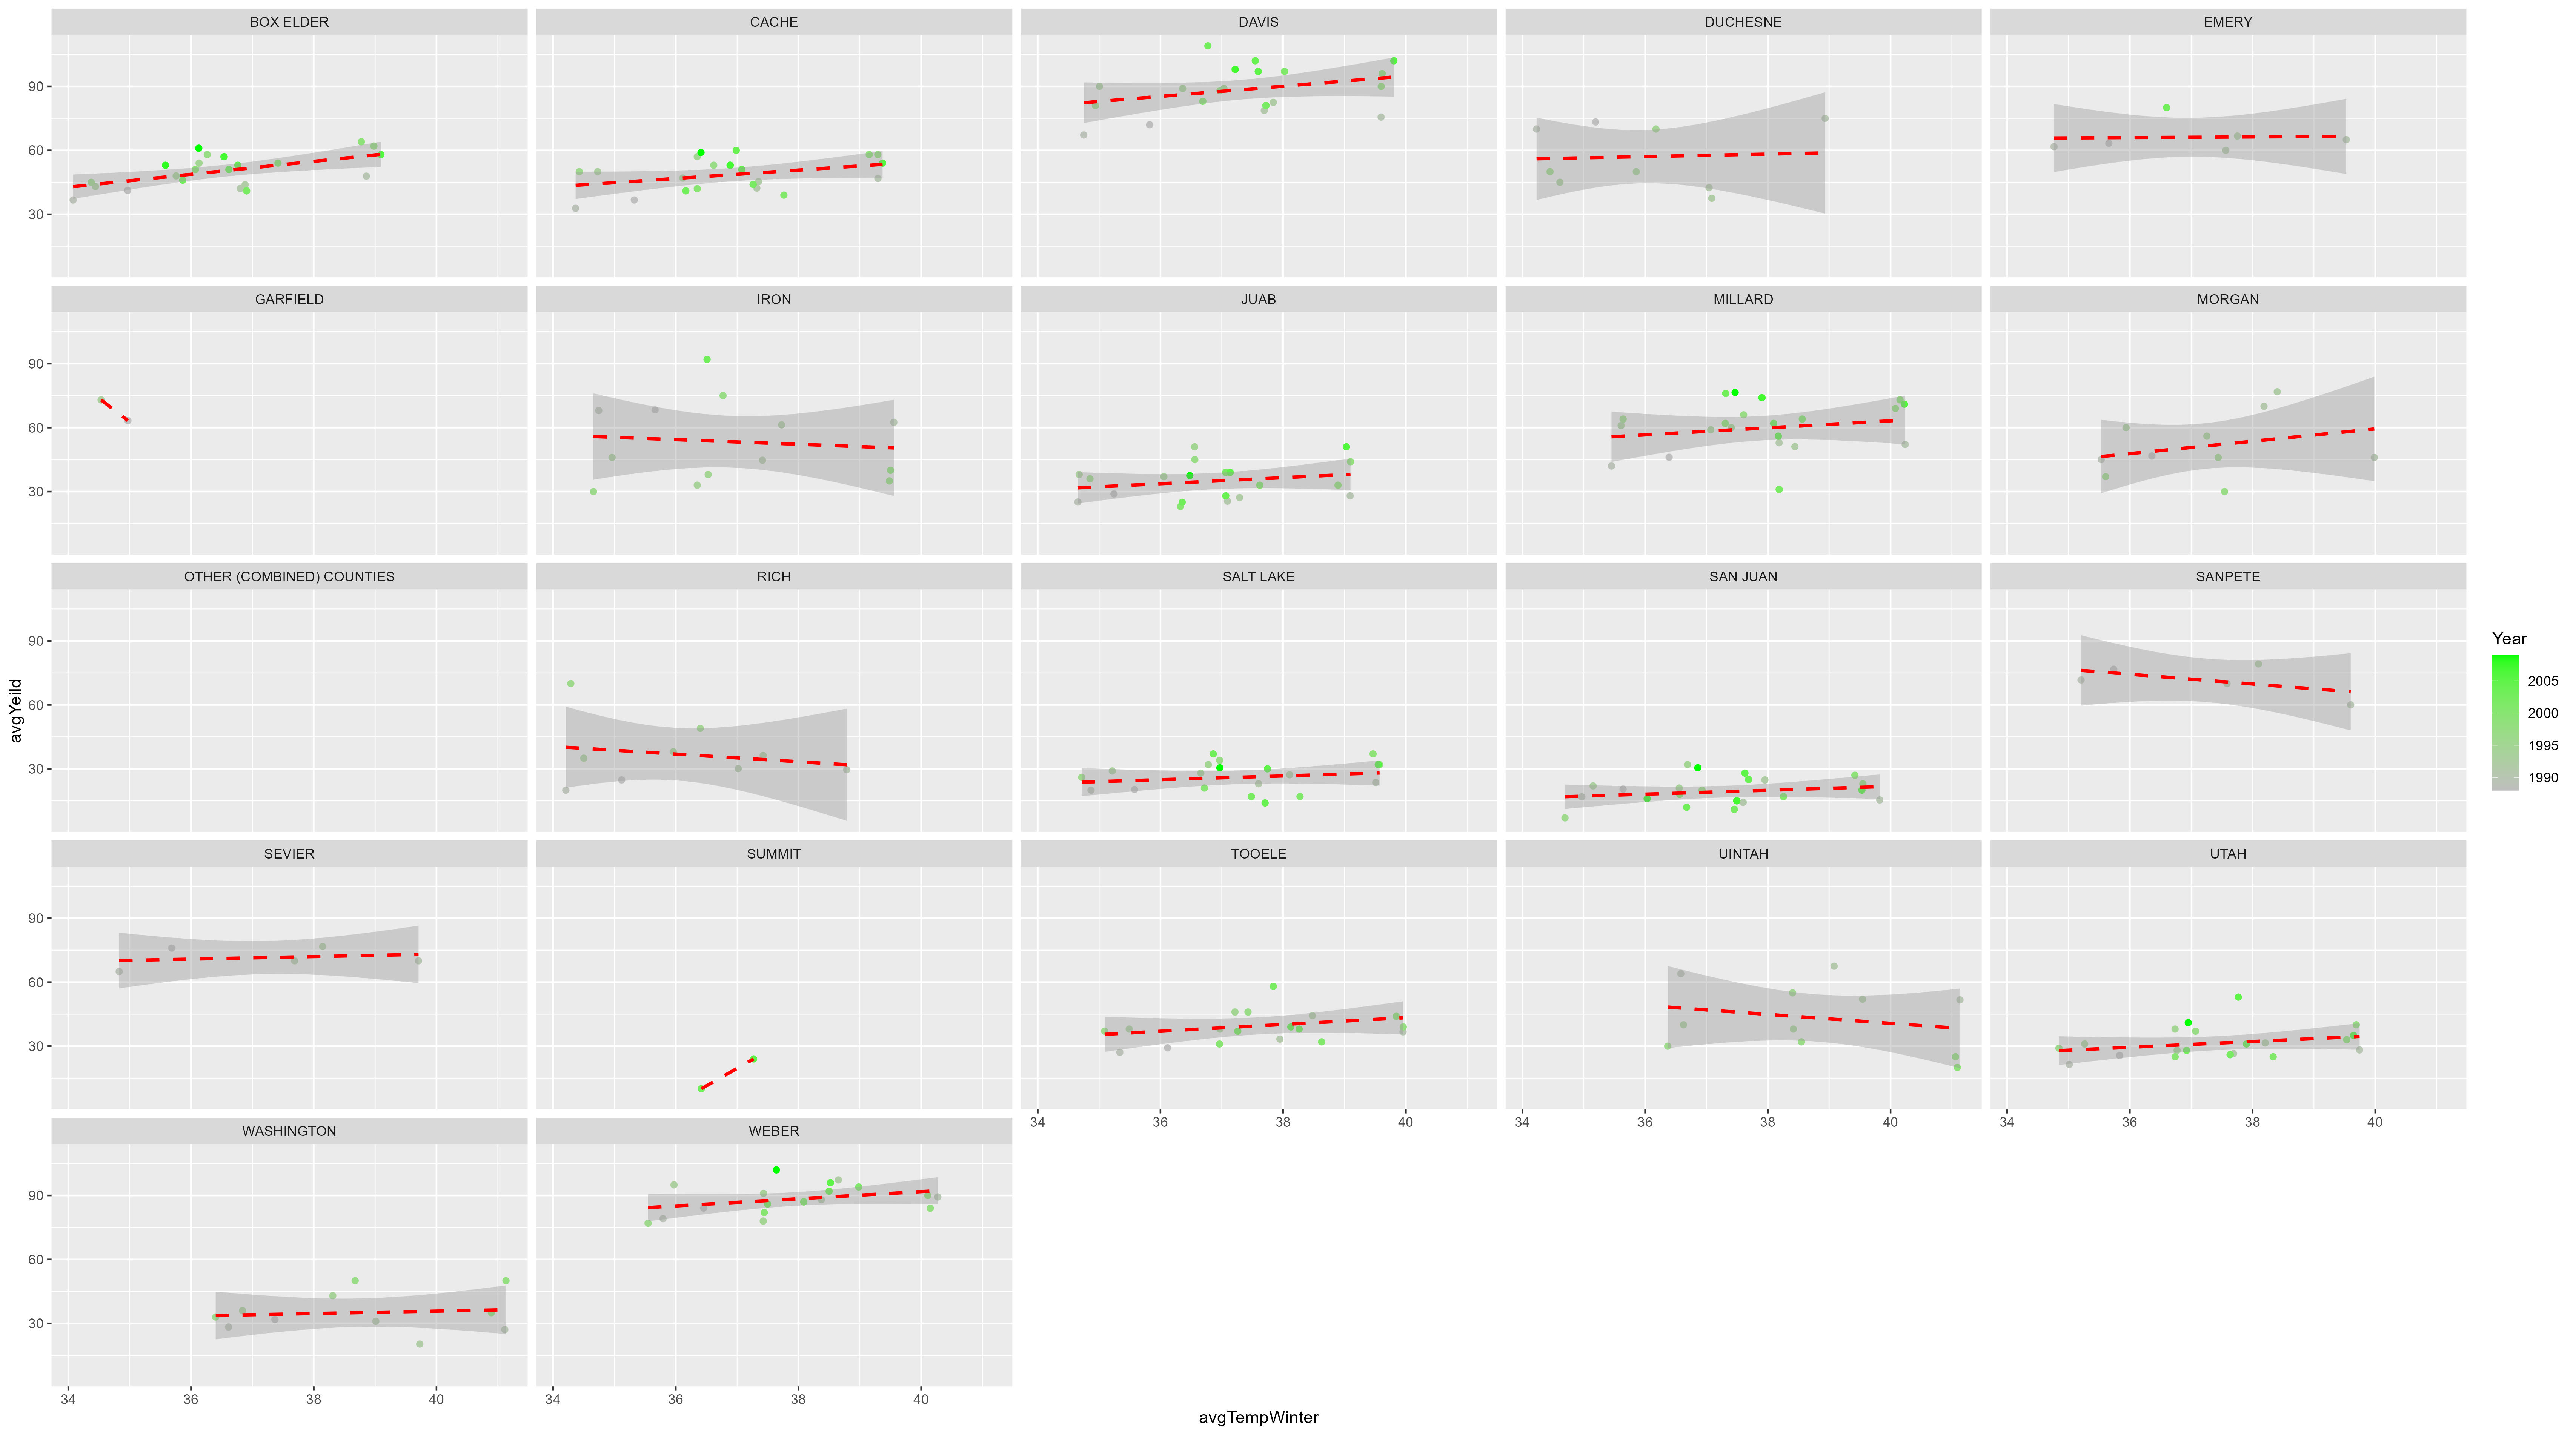 BOX ELDER
CACHE
DAVIS
DUCHESNE
EMERY
90
60
30
GARFIELD
IRON
JUAB
MILLARD
MORGAN
90
60
30
OTHER (COMBINED) COUNTIES
RICH
SALT LAKE
SAN JUAN
SANPETE
90
60
30
avgYeild
Year
2005
2000
1995
1990
SEVIER
SUMMIT
TOOELE
UINTAH
UTAH
90
60
30
34 36 38 40
34 36 38 40
34 36 38 40
WASHINGTON
WEBER
90
60
30
34 36 38 40
34 36 38 40
avgTempWinter